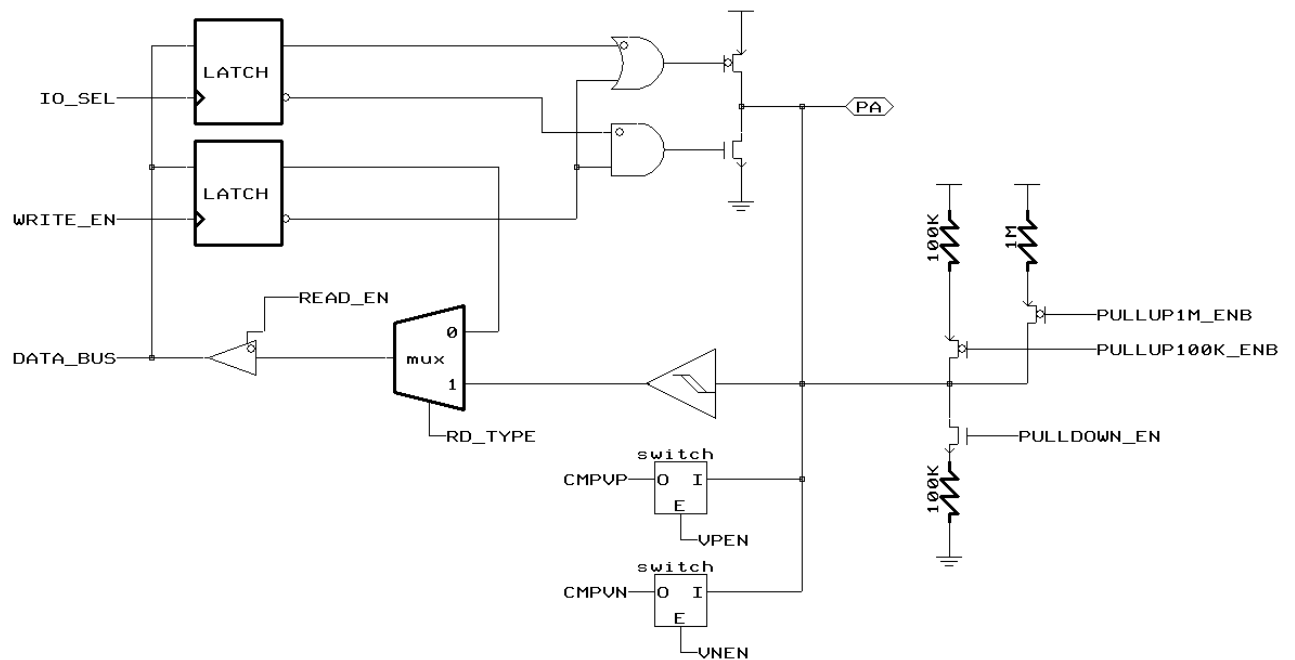 LATCH
IO_SEL
PA
LATCH
WRITE_EN
100K
1M
READ_EN
PULLUP1M_ENB
0
DATA_BUS
mux
PULLUP100K_ENB
1
RD_TYPE
PULLDOWN_EN
switch
CMPVP
O I
E
100K
VPEN
switch
CMPVN
O I
E
VNEN